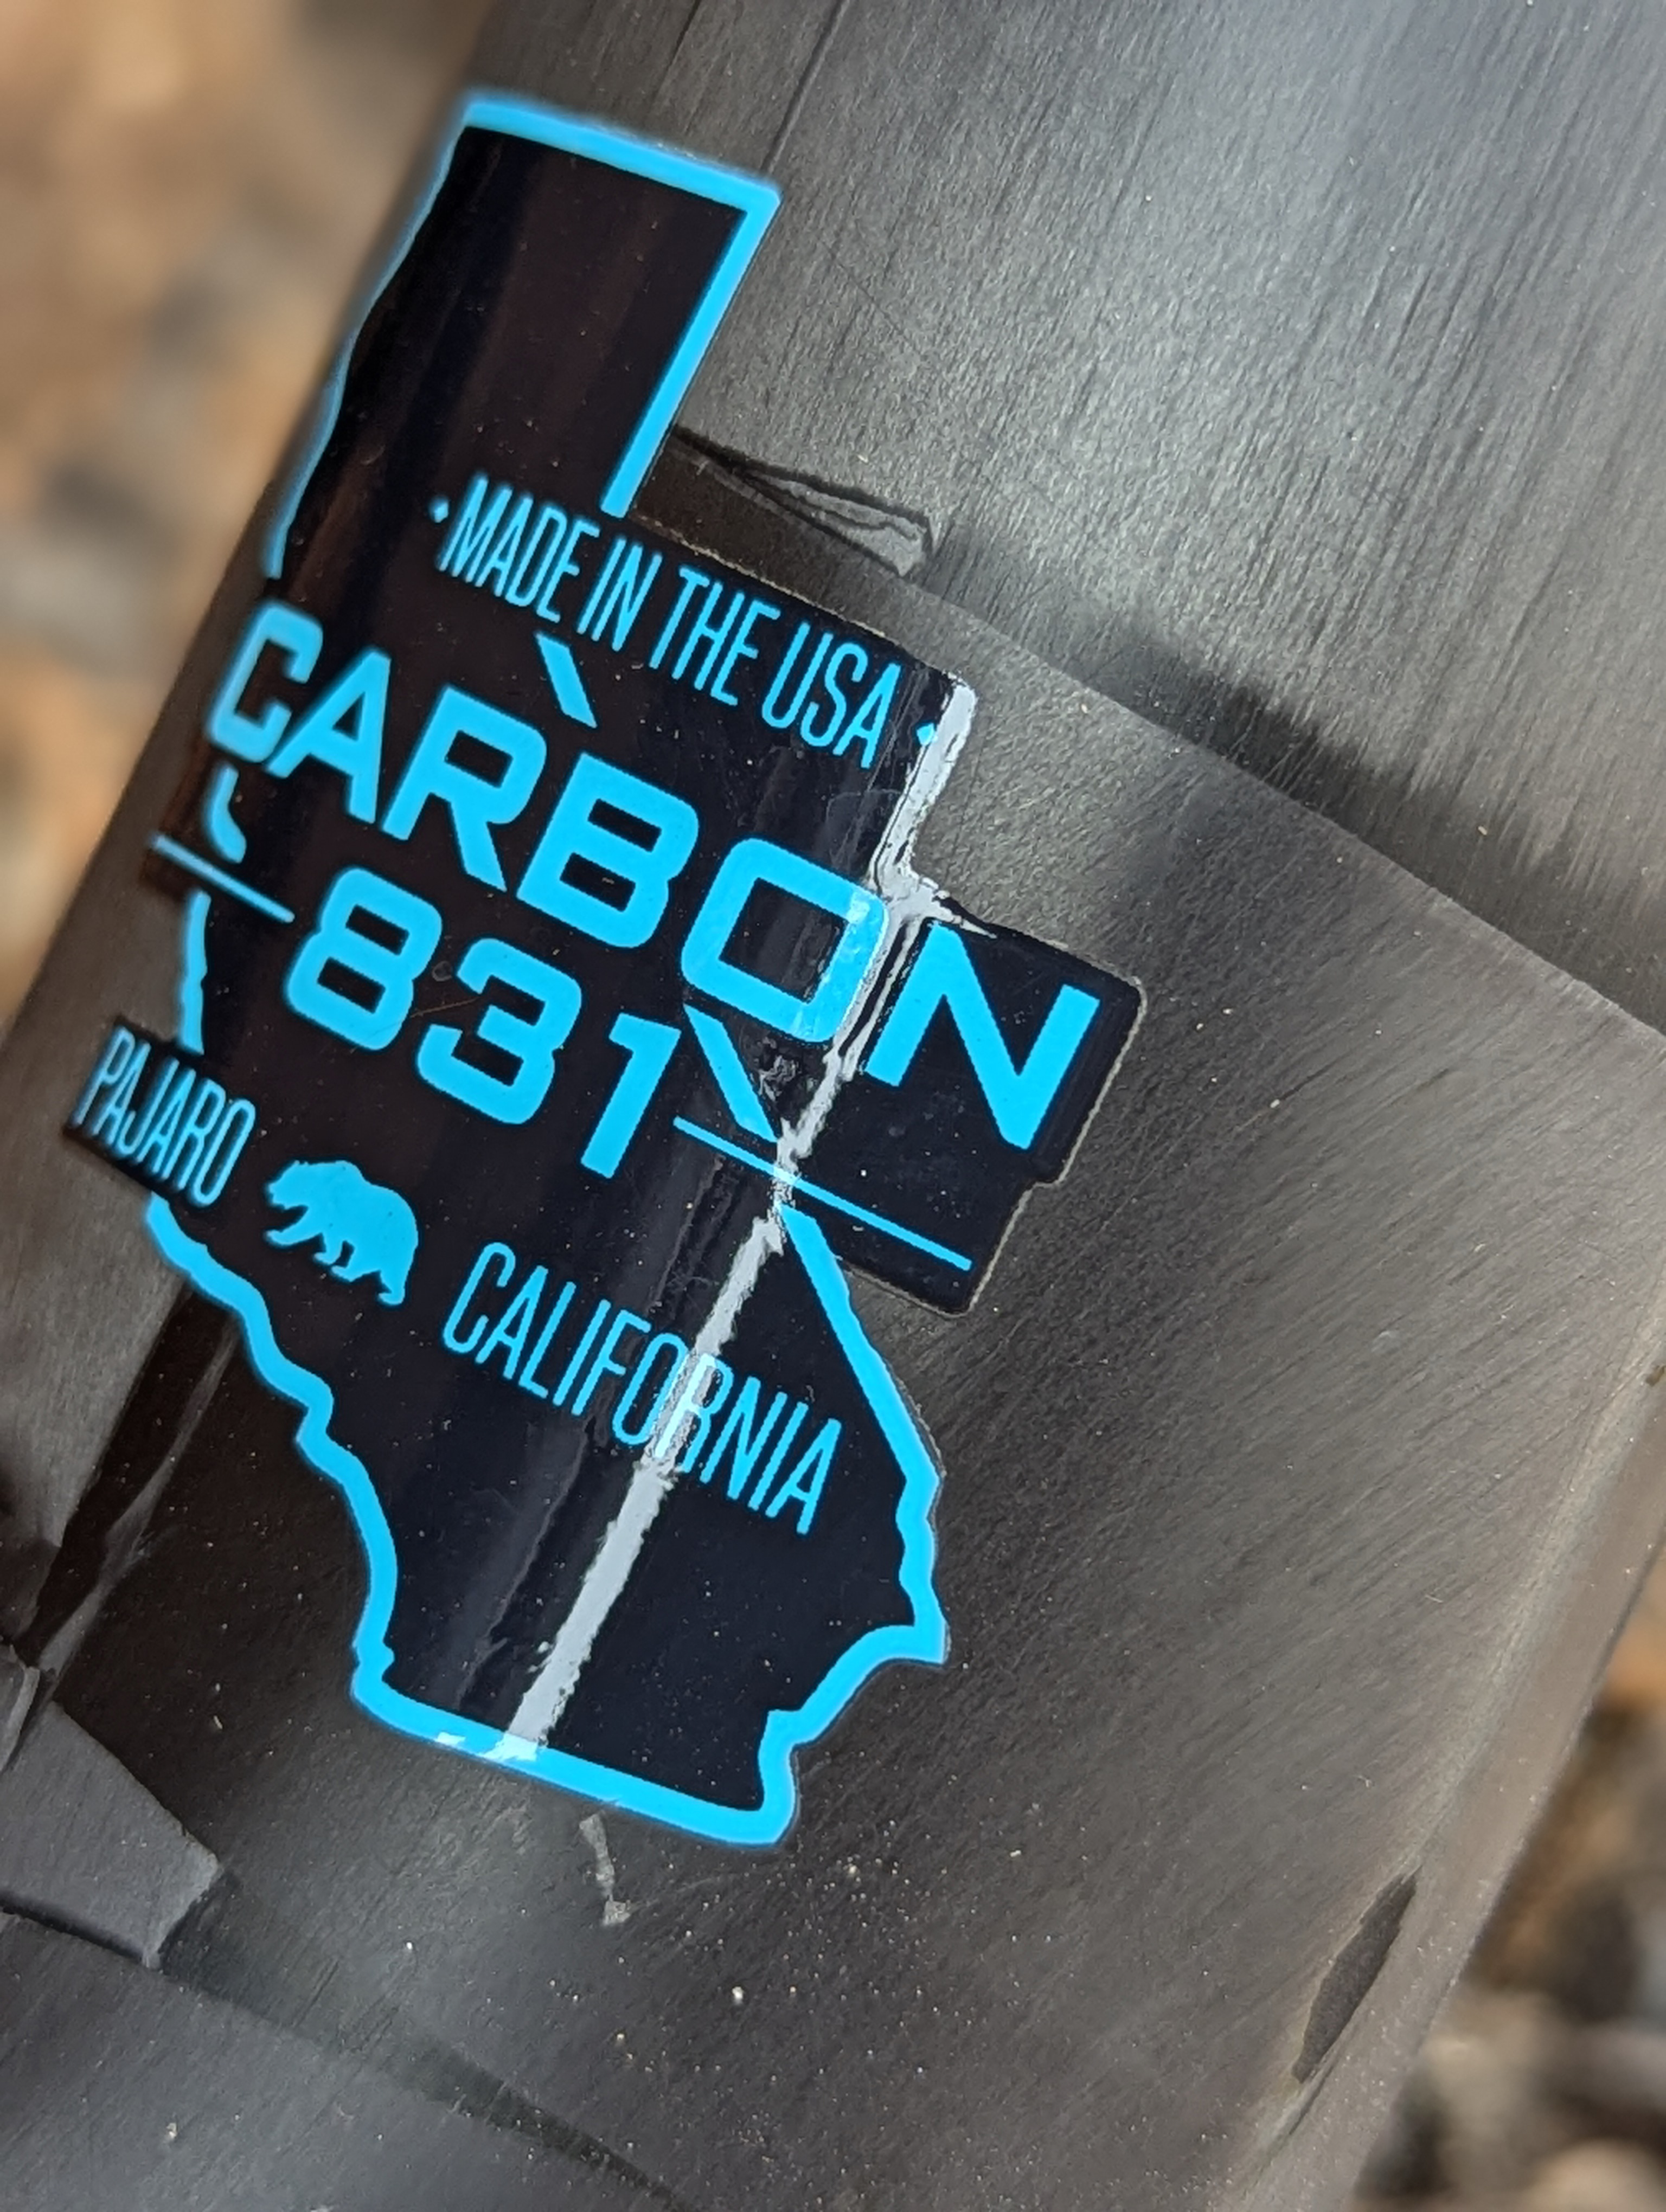 ·MADE IN THE USA·
CARBON
831
PAJARO CALIFORNIA